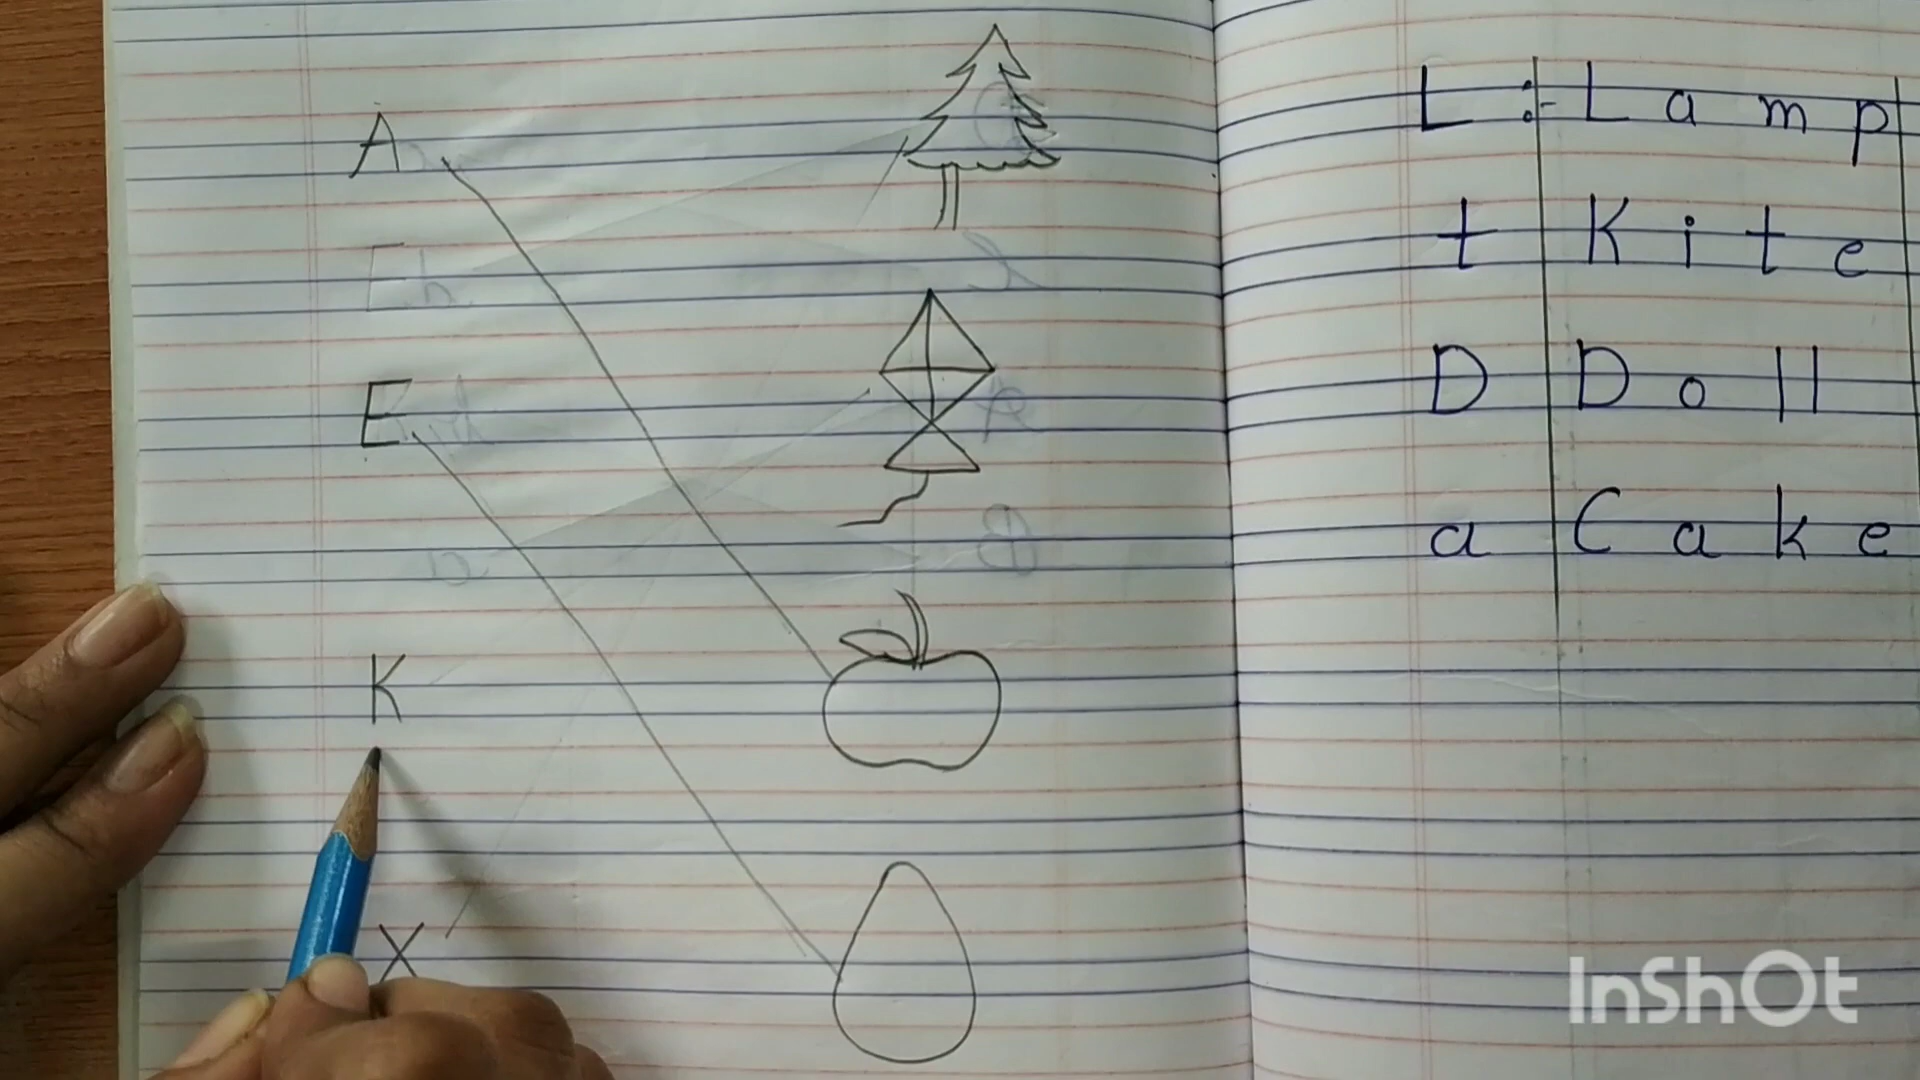 A
E
K
X
L :- Lamp
t Kite
D Doll
a Cake
InShOt